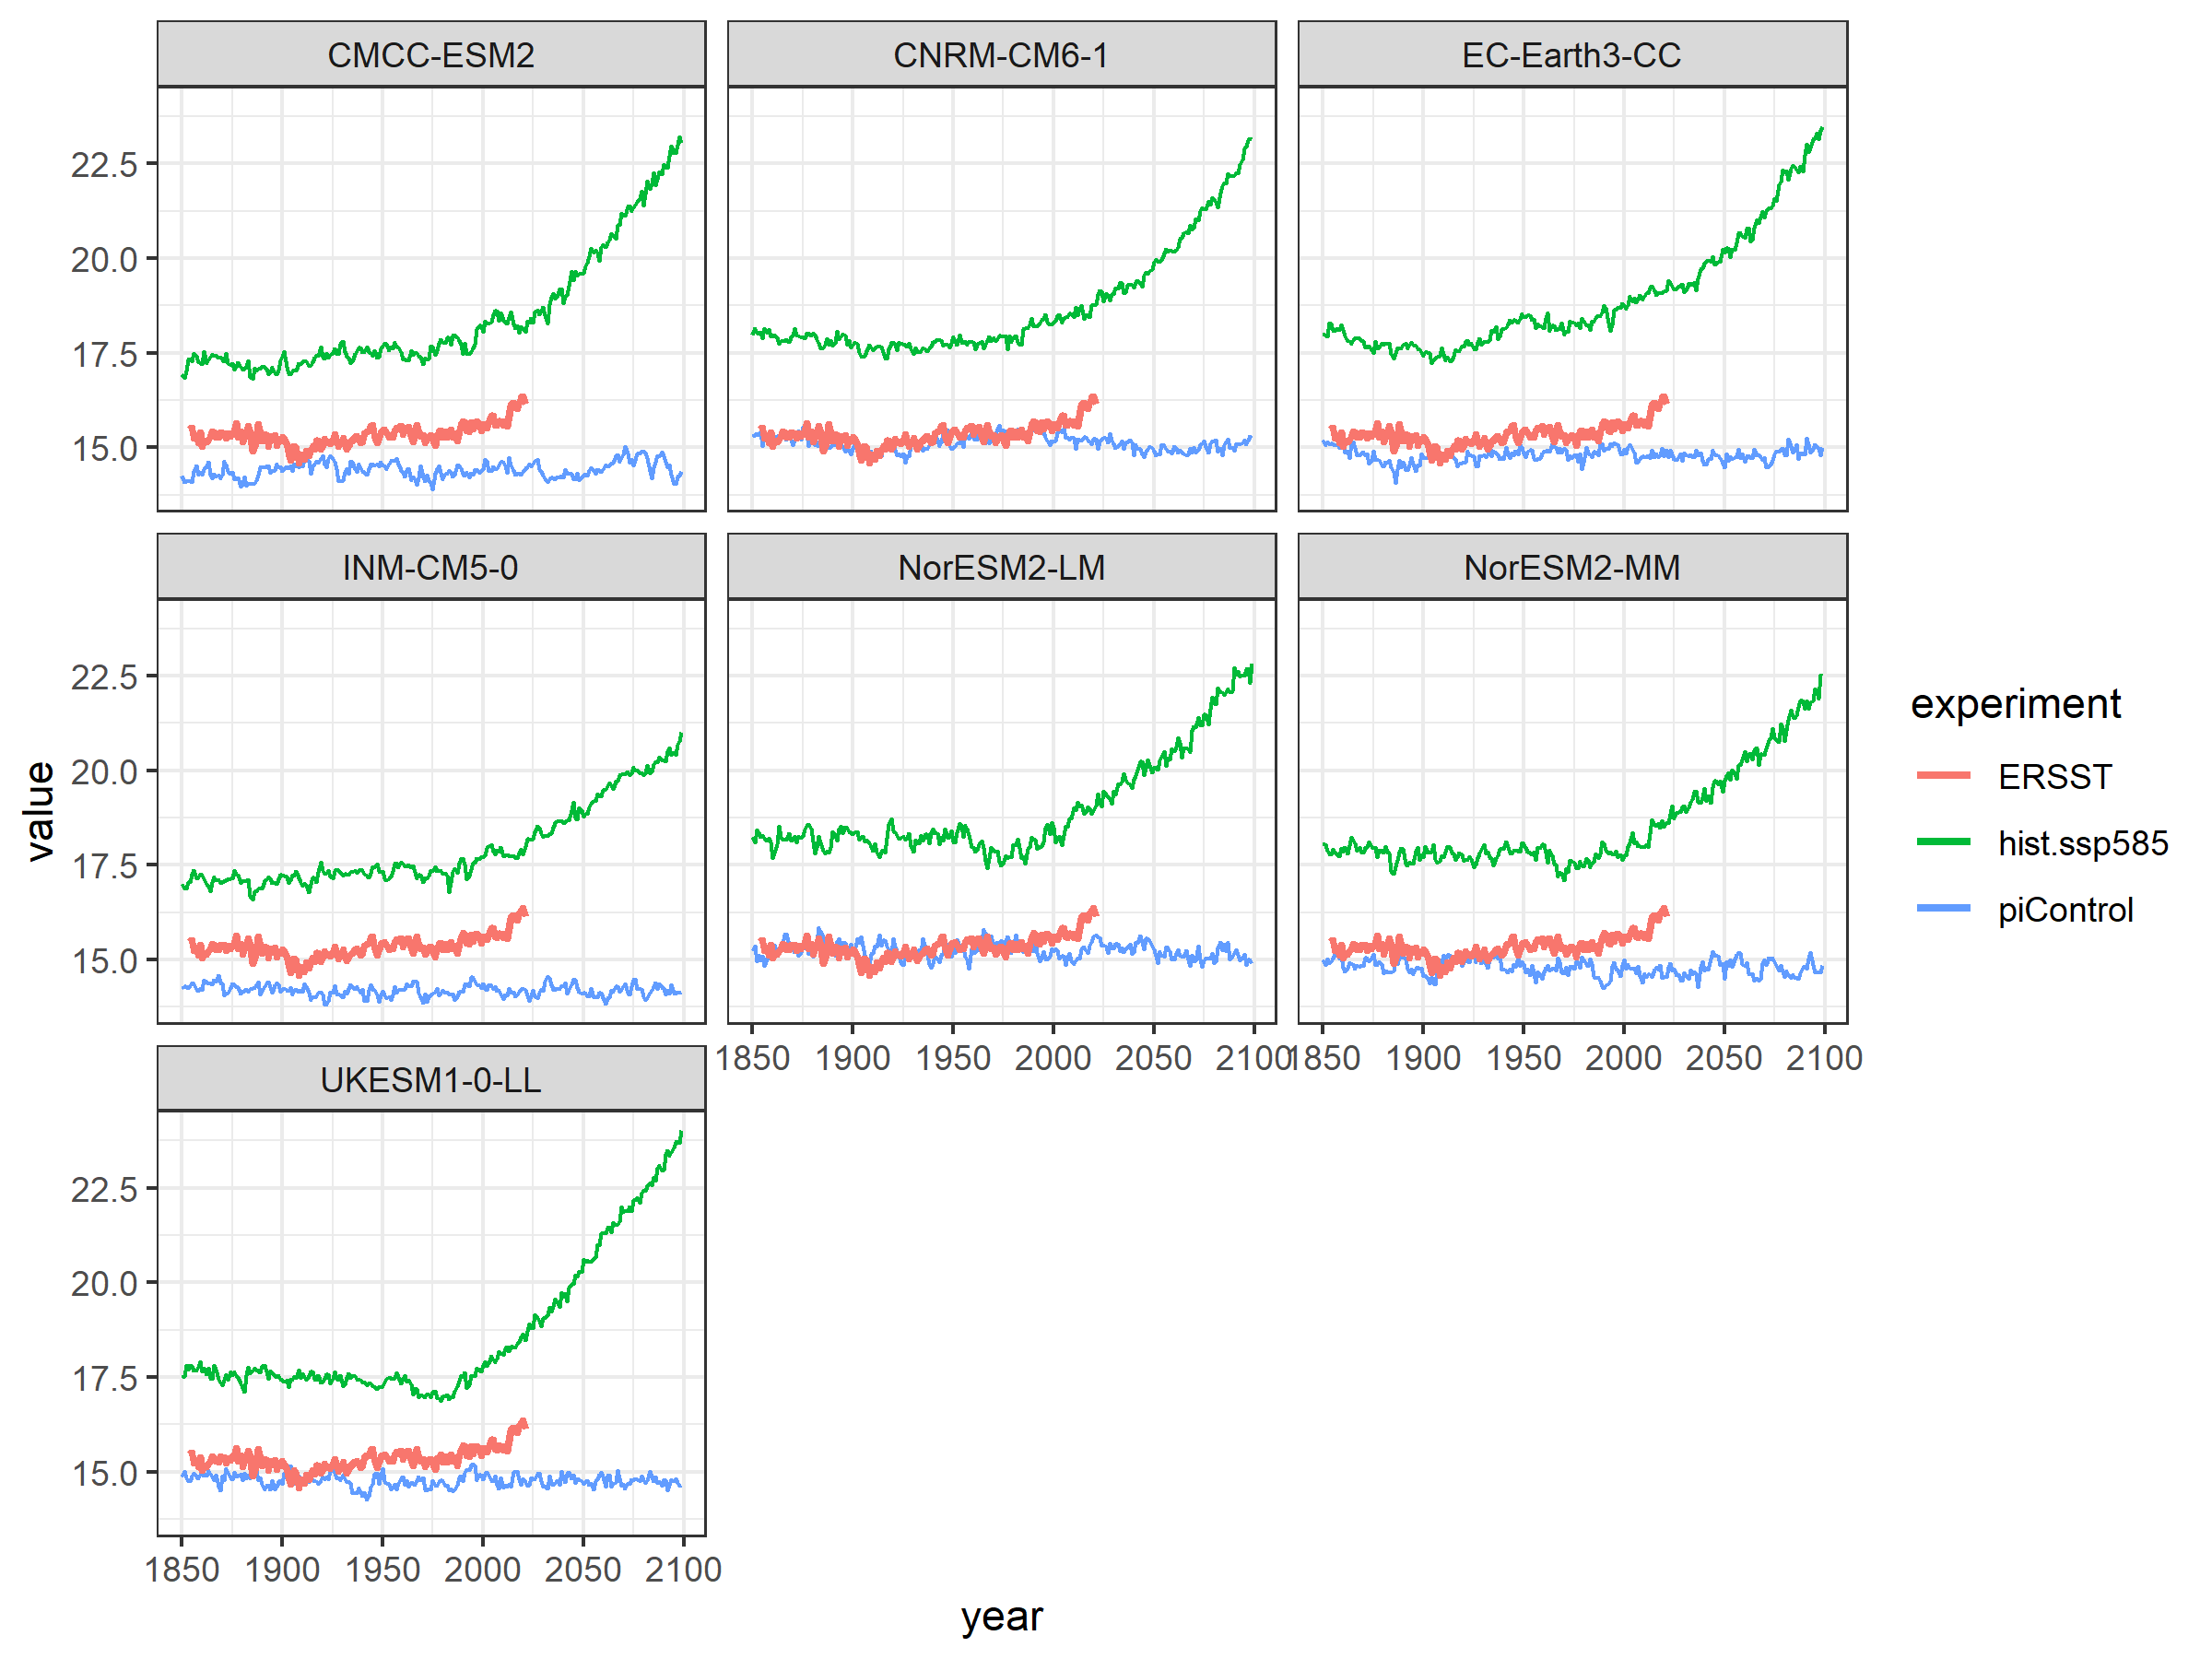 CMCC-ESM2 CNRM-CM6-1 EC-Earth3-CC
22.5
20.0
17.5
15.0
INM-CM5-0 NorESM2-LM NorESM2-MM
22.5
20.0
17.5
15.0
1850 1900 1950 2000 2050 2100 1850 1900 1950 2000 2050 2100
UKESM1-0-LL
22.5
20.0
17.5
15.0
1850 1900 1950 2000 2050 2100
year
value
experiment
ERSST
hist.ssp585
piControl